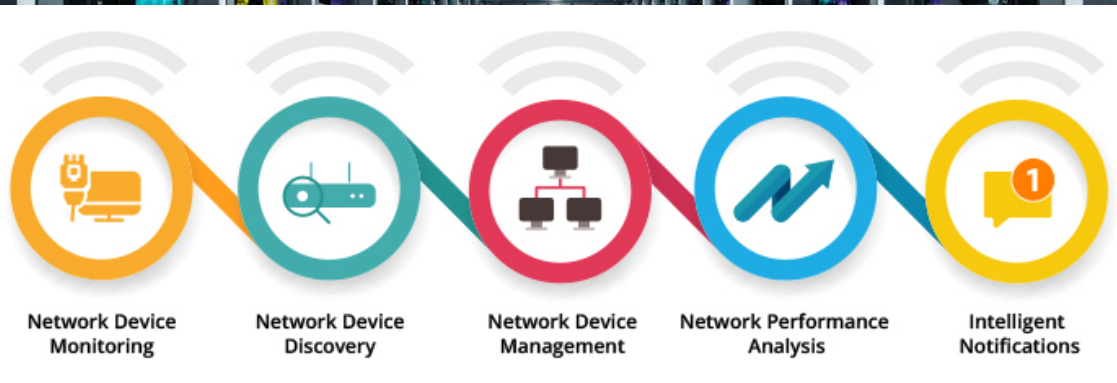 1
Network Device
Monitoring
Network Device
Discovery
Network Device
Management
Network Performance
Analysis
Intelligent
Notifications